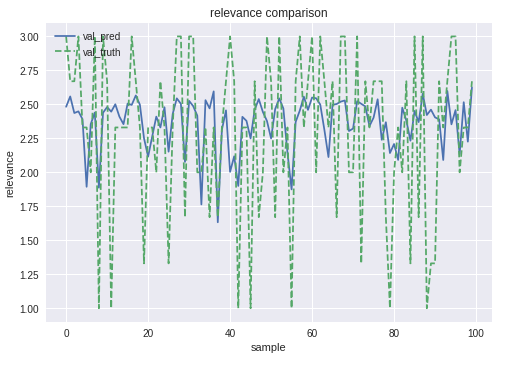 relevance comparison
val_pred
val_truth
relevance
3.00
2.75
2.50
2.25
2.00
1.75
1.50
1.25
1.00
0 20 40 60 80 100
sample